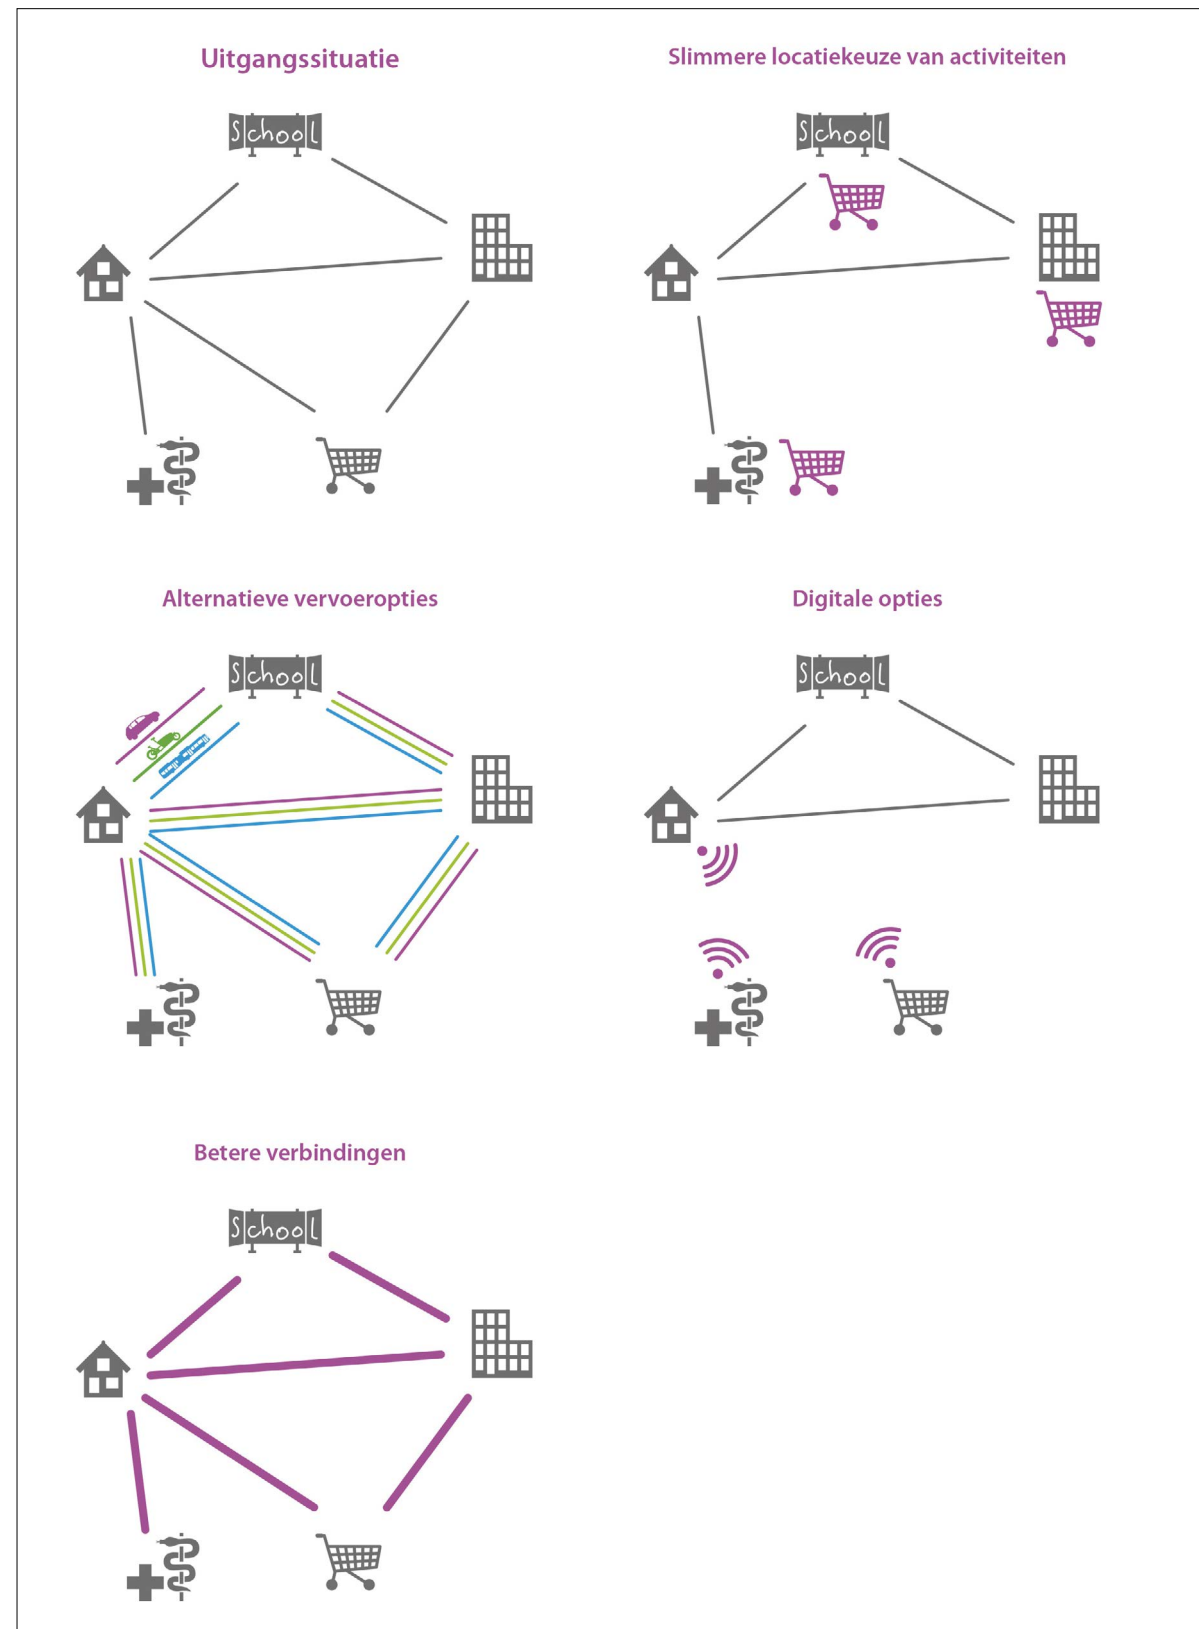 Uitgangssituatie
Slimmere locatiekeuze van activiteiten
School
School
Alternatieve vervoeropties
Digitale opties
School
School
Betere verbindingen
School